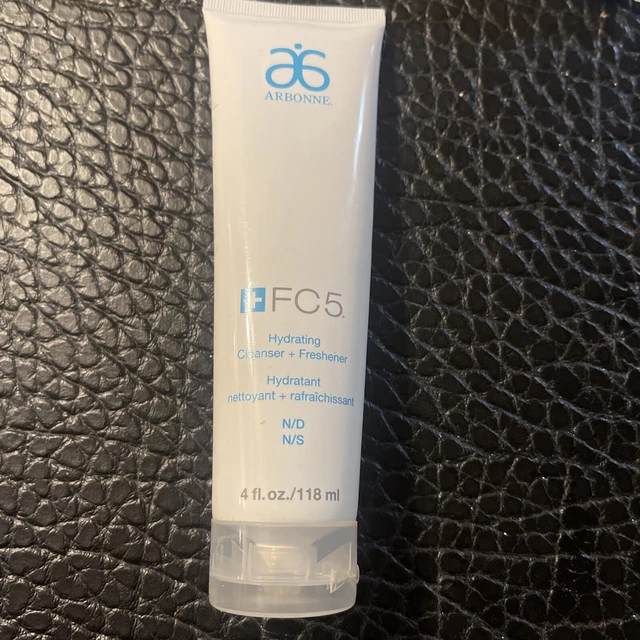 ARBONNE.
FC5.
Hydrating
Cleanser + Freshener
Hydratant
nettoyant + rafraîchissant
N/D
N/S
4 fl. oz./118 ml